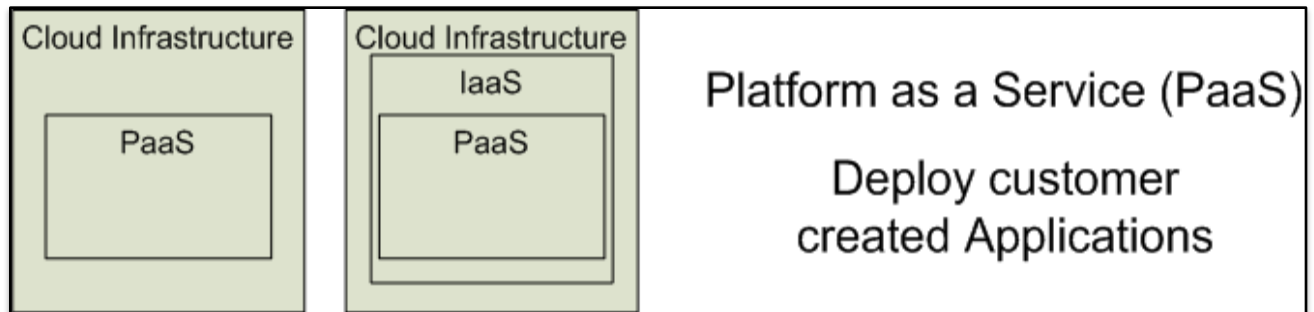 Cloud Infrastructure
PaaS
Cloud Infrastructure
IaaS
PaaS
Platform as a Service (PaaS)
Deploy customer
created Applications